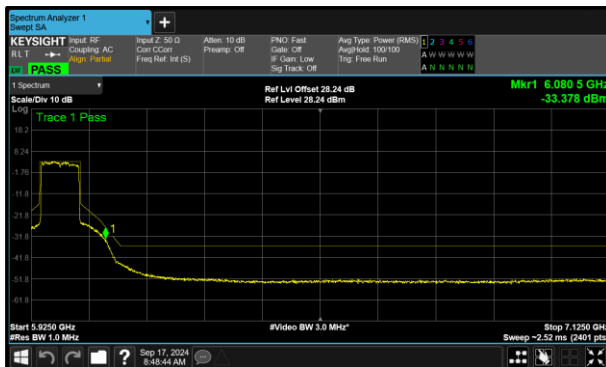 Spectrum Analyzer 1
Swept SA
KEYSIGHT
RLT
PASS
Input: RF
Coupling: AC
Align: Partial
Input Z: 50 Ω
Corr CCorr
Freq Ref: Int (S)
Atten: 10 dB
Preamp: Off
PNO: Fast
Gate: Off
IF Gain: Low
Sig Track: Off
Avg Type: Power (RMS)
Avg|Hold: 100/100
Trig: Free Run
1 2 3 4 5 6
A W W W W W
A N N N N N
1 Spectrum
Scale/Div 10 dB
Ref Lvl Offset 28.24 dB
Ref Level 28.24 dBm
Mkr1 6.080 5 GHz
-33.378 dBm
Log
Trace 1 Pass
18.2
8.24
-1.76
-11.8
-21.8
-31.8
-41.8
-51.8
-61.8
1
Start 5.9250 GHz
#Res BW 1.0 MHz
#Video BW 3.0 MHz*
Stop 7.1250 GHz
Sweep ~2.52 ms (2401 pts)
?
Sep 17, 2024
8:48:44 AM